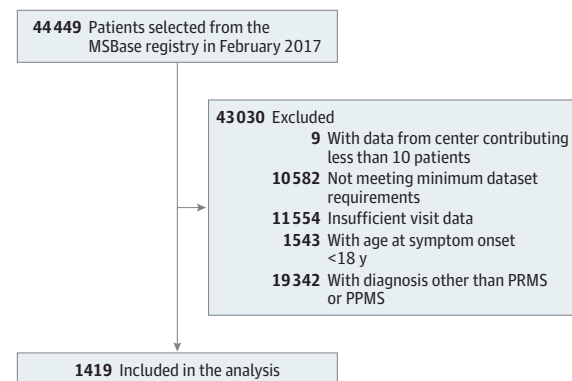 44 449 Patients selected from the
MSBase registry in February 2017
43 030 Excluded
9 With data from center contributing
less than 10 patients
10 582 Not meeting minimum dataset
requirements
11 554 Insufficient visit data
1543 With age at symptom onset
<18 y
19 342 With diagnosis other than PRMS
or PPMS
1419 Included in the analysis